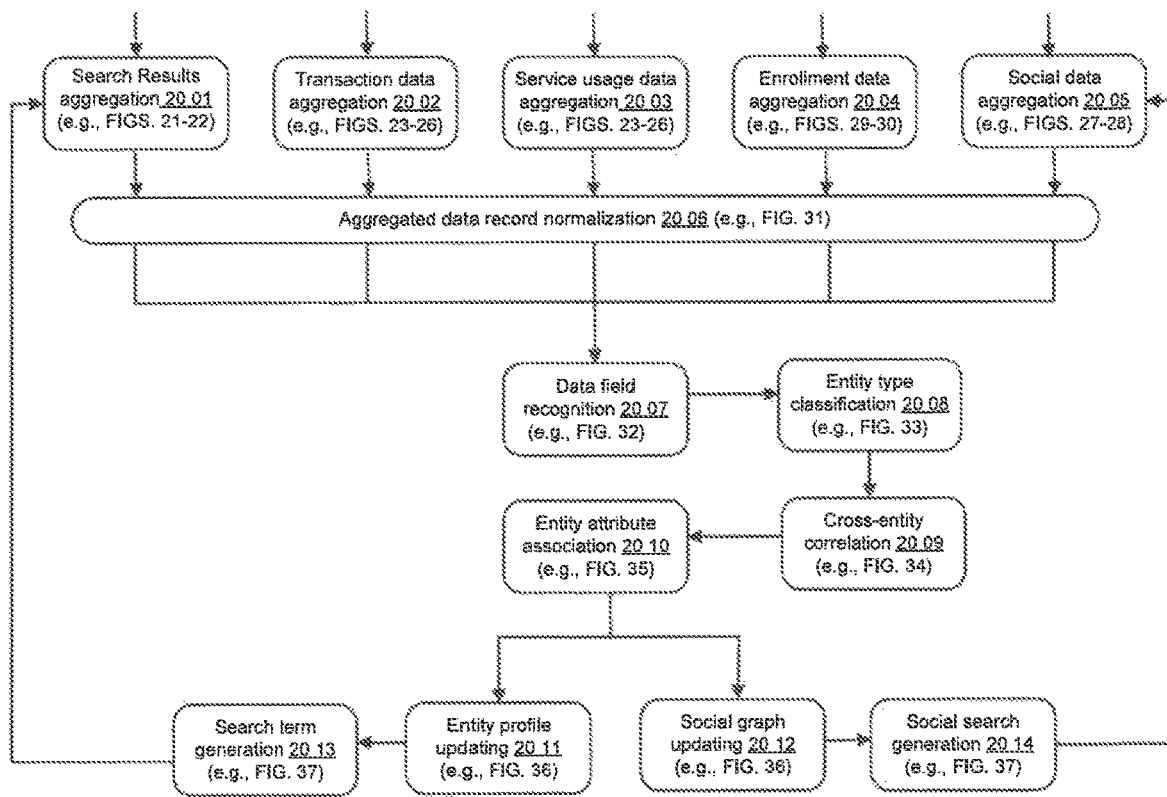 Search Results
aggregation 20 01
(e.g., FIGS. 21-22)
Transaction data
aggregation 20 02
(e.g., FIGS. 23-26)
Service usage data
aggregation 20 03
(e.g., FIGS. 23-26)
Enrollment data
aggregation 20 04
(e.g., FIGS. 29-30)
Social data
aggregation 20 05
(e.g., FIGS. 27-28)
Aggregated data record normalization 20 06 (e.g., FIG. 31)
Data field
recognition 20 07
(e.g., FIG. 32)
Entity type
classification 20 08
(e.g., FIG. 33)
Entity attribute
association 20 10
(e.g., FIG. 35)
Cross-entity
correlation 20 09
(e.g., FIG. 34)
Search term
generation 20 13
(e.g., FIG. 37)
Entity profile
updating 20 11
(e.g., FIG. 36)
Social graph
updating 20 12
(e.g., FIG. 36)
Social search
generation 20 14
(e.g., FIG. 37)